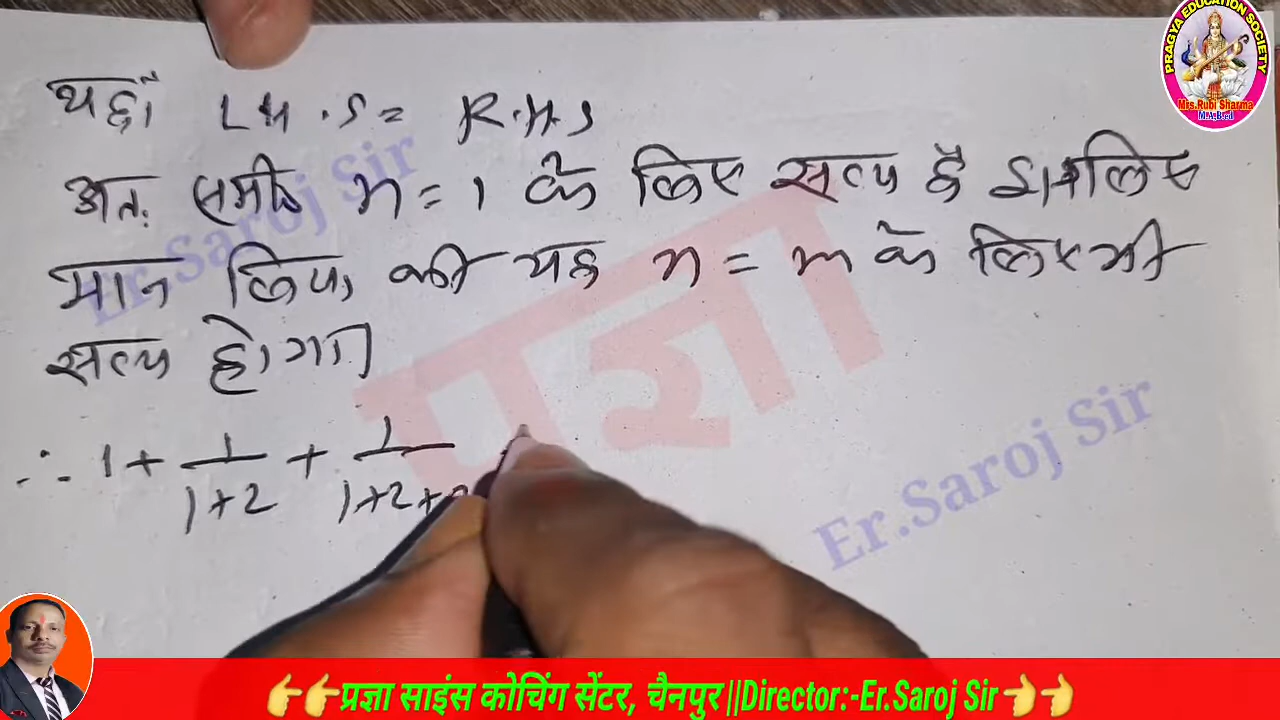 यहाँ L.H.S = R.H.S
अतः समी० n = 1 के लिए सत्य है इसलिए
मान लिया की यह n = m के लिए भी
सत्य होगा
∴ 1 + 1/(1+2) + 1/(1+2+
PRAGYA EDUCATION SOCIETY
Mrs.Rubi Sharma
M.A,B.ed
Er.Saroj Sir
प्रज्ञा
Er.Saroj Sir
👉👉प्रज्ञा साइंस कोचिंग सेंटर, चैनपुर||Director:-Er.Saroj Sir👈👈